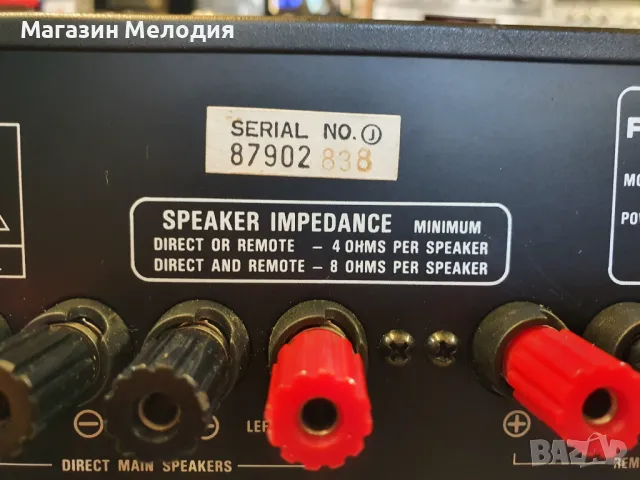 Магазин Мелодия
SERIAL NO. J
87902 838
SPEAKER IMPEDANCE MINIMUM
DIRECT OR REMOTE – 4 OHMS PER SPEAKER
DIRECT AND REMOTE – 8 OHMS PER SPEAKER
DIRECT MAIN SPEAKERS
BAZAR